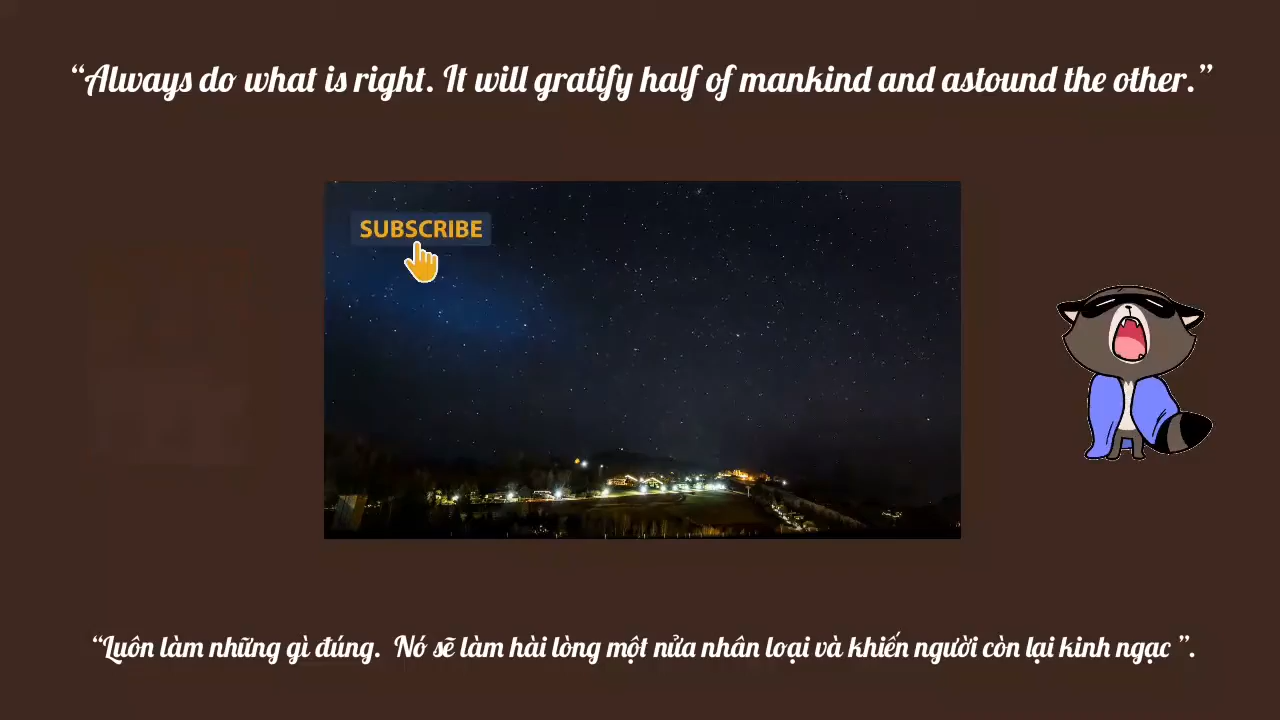 “Always do what is right. It will gratify half of mankind and astound the other.”
SUBSCRIBE
“Luôn làm những gì đúng. Nó sẽ làm hài lòng một nửa nhân loại và khiến người còn lại kinh ngạc ”.